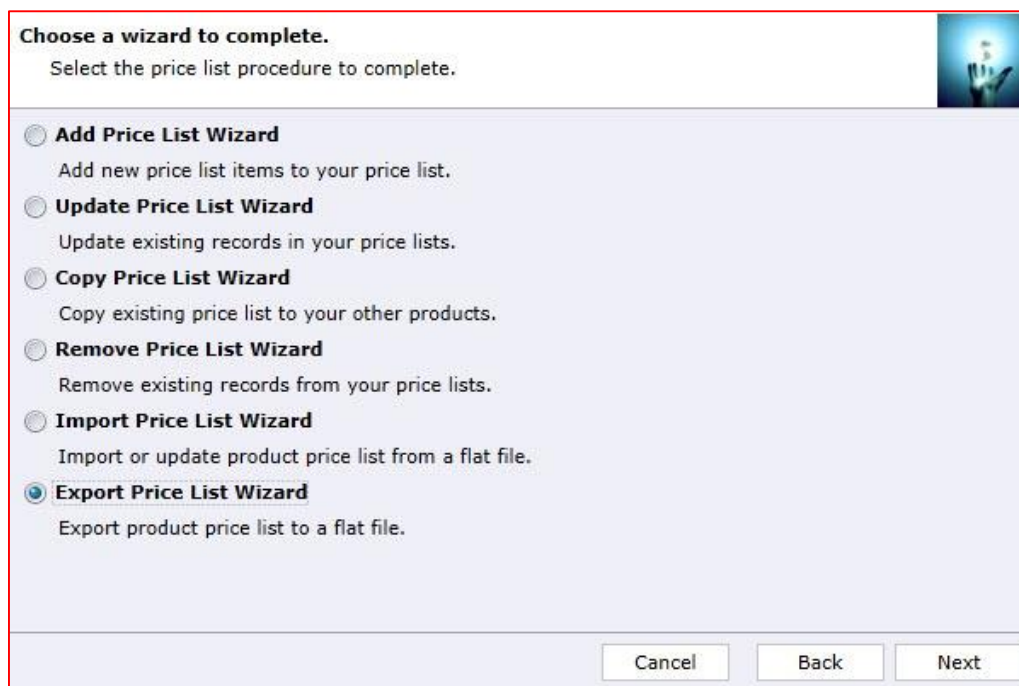 Choose a wizard to complete.
Select the price list procedure to complete.
Add Price List Wizard
Add new price list items to your price list.
Update Price List Wizard
Update existing records in your price lists.
Copy Price List Wizard
Copy existing price list to your other products.
Remove Price List Wizard
Remove existing records from your price lists.
Import Price List Wizard
Import or update product price list from a flat file.
Export Price List Wizard
Export product price list to a flat file.
Cancel Back Next